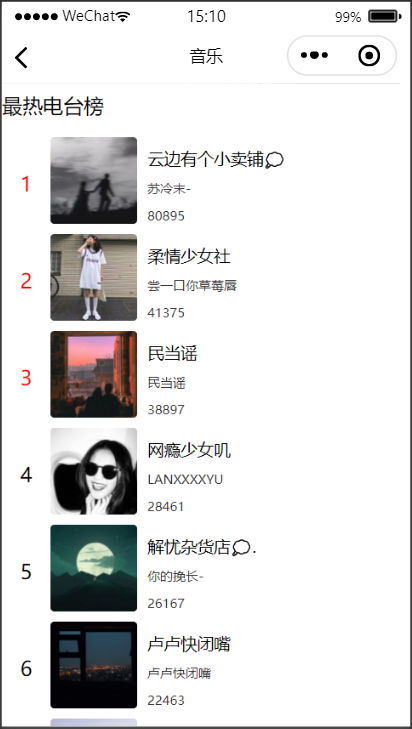 WeChat 15:10 99%
音乐
最热电台榜
1
云边有个小卖铺💭
苏冷末-
80895
2
柔情少女社
尝一口你草莓唇
41375
3
民当谣
民当谣
38897
4
网瘾少女叽
LANXXXXYU
28461
5
解忧杂货店💭.
你的挽长-
26167
6
卢卢快闭嘴
卢卢快闭嘴
22463